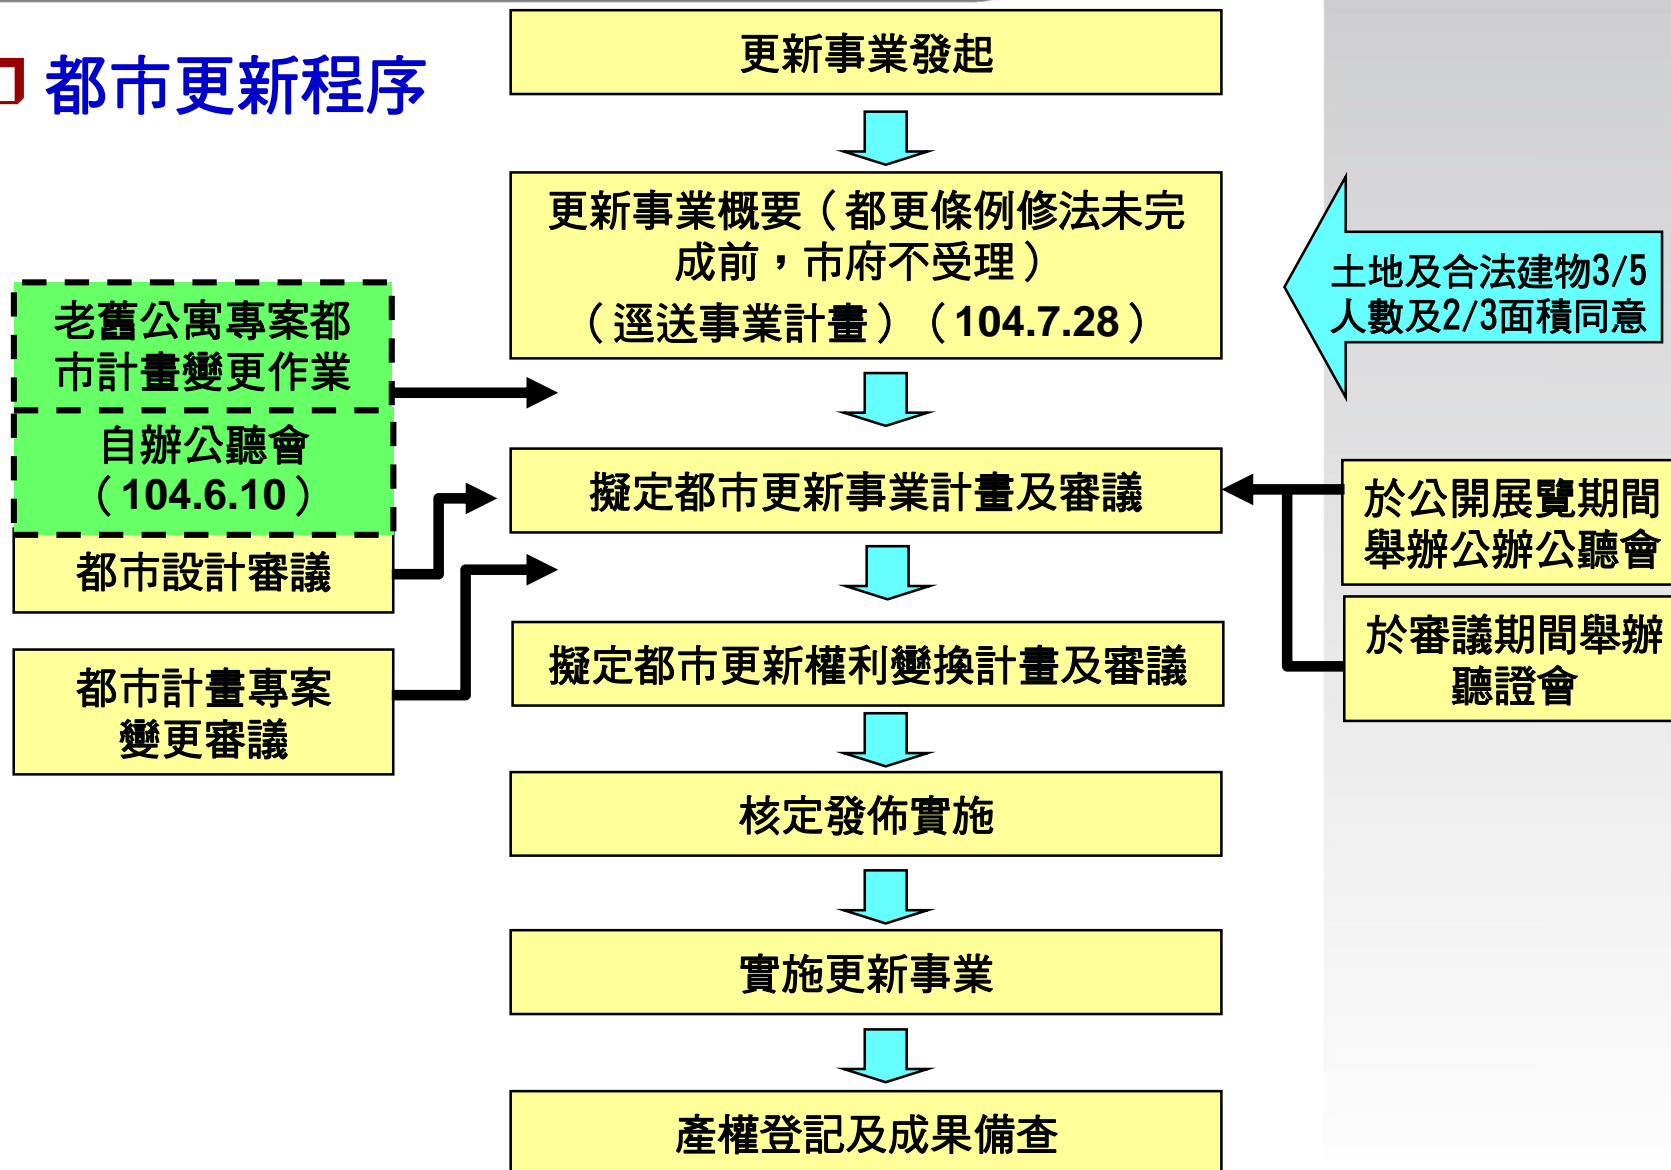 都市更新程序
更新事業發起
更新事業概要（都更條例修法未完
成前，市府不受理）
（逕送事業計畫）（104.7.28）
土地及合法建物3/5
人數及2/3面積同意
老舊公寓專案都
市計畫變更作業
自辦公聽會
（104.6.10）
都市設計審議
都市計畫專案
變更審議
擬定都市更新事業計畫及審議
於公開展覽期間
舉辦公辦公聽會
於審議期間舉辦
聽證會
擬定都市更新權利變換計畫及審議
核定發佈實施
實施更新事業
產權登記及成果備查